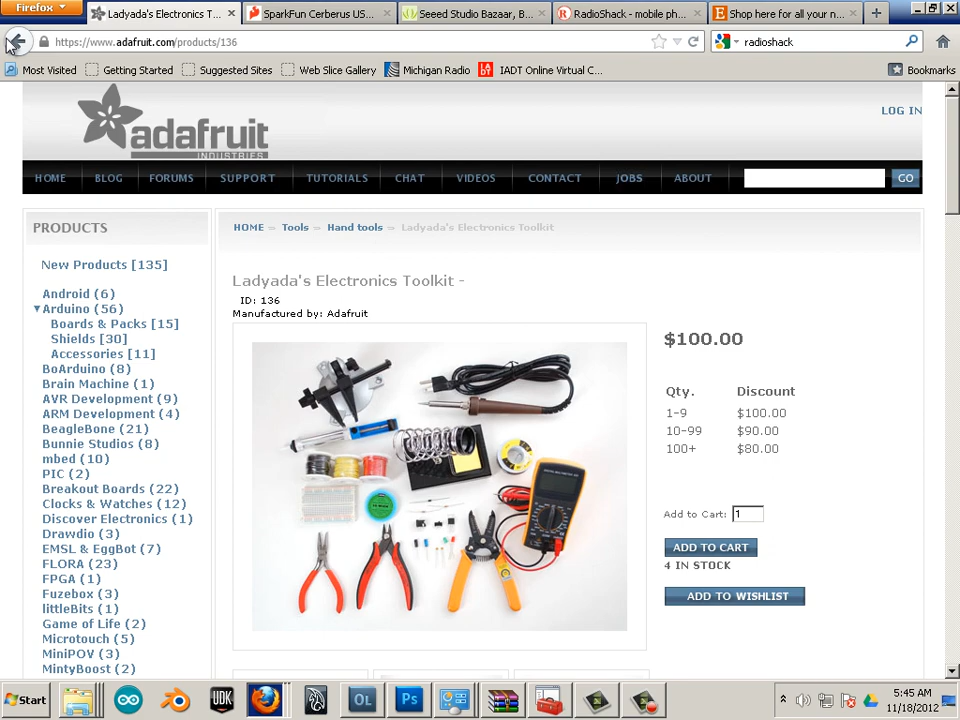 Firefox
Ladyada's Electronics T...
SparkFun Cerberus US...
Seeed Studio Bazaar, B...
RadioShack - mobile ph...
Shop here for all your n...
https://www.adafruit.com/products/136
radioshack
Most Visited
Getting Started
Suggested Sites
Web Slice Gallery
Michigan Radio
IADT Online Virtual C...
Bookmarks
adafruit
INDUSTRIES
LOG IN
HOME BLOG FORUMS SUPPORT TUTORIALS CHAT VIDEOS CONTACT JOBS ABOUT GO
PRODUCTS
New Products [135]
Android (6)
Arduino (56)
Boards & Packs [15]
Shields [30]
Accessories [11]
BoArduino (8)
Brain Machine (1)
AVR Development (9)
ARM Development (4)
BeagleBone (21)
Bunnie Studios (8)
mbed (10)
PIC (2)
Breakout Boards (22)
Clocks & Watches (12)
Discover Electronics (1)
Drawdio (3)
EMSL & EggBot (7)
FLORA (23)
FPGA (1)
Fuzebox (3)
littleBits (1)
Game of Life (2)
Microtouch (5)
MiniPOV (3)
MintyBoost (2)
HOME Tools Hand tools Ladyada's Electronics Toolkit
Ladyada's Electronics Toolkit -
ID: 136
Manufactured by: Adafruit
$100.00
Qty. Discount
1-9 $100.00
10-99 $90.00
100+ $80.00
Add to Cart: 1
ADD TO CART
4 IN STOCK
ADD TO WISHLIST
Start
UDK
OL
Ps
5:45 AM
11/18/2012